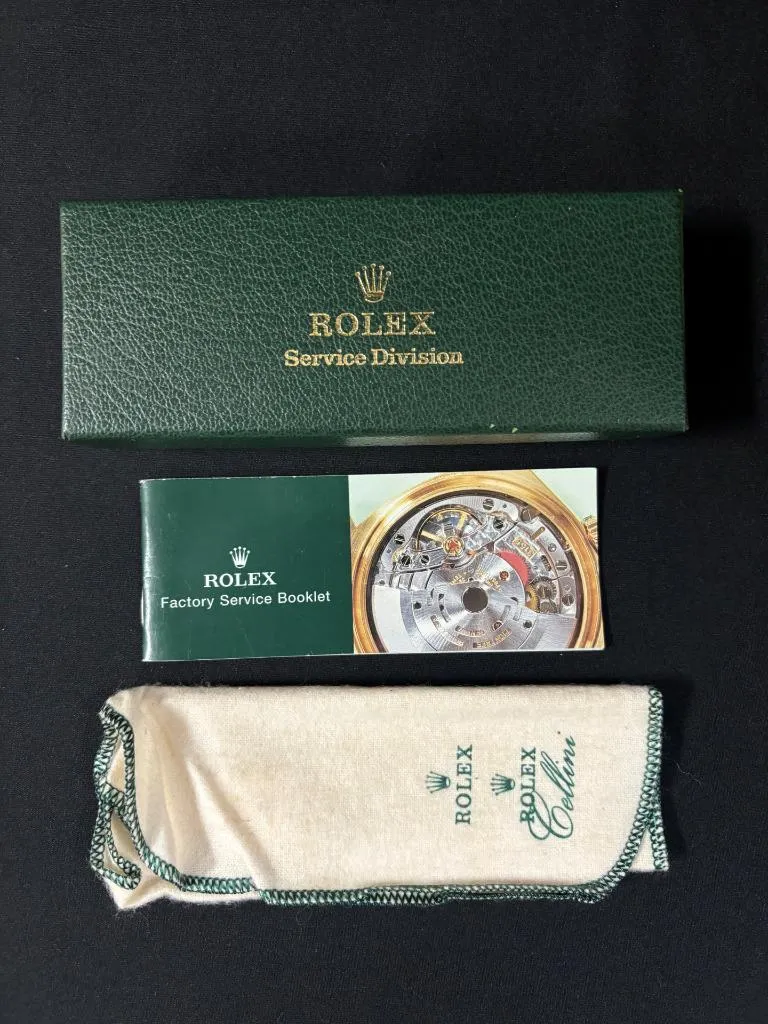 ROLEX
Service Division
ROLEX
Factory Service Booklet
ROLEX
ROLEX
Cellini